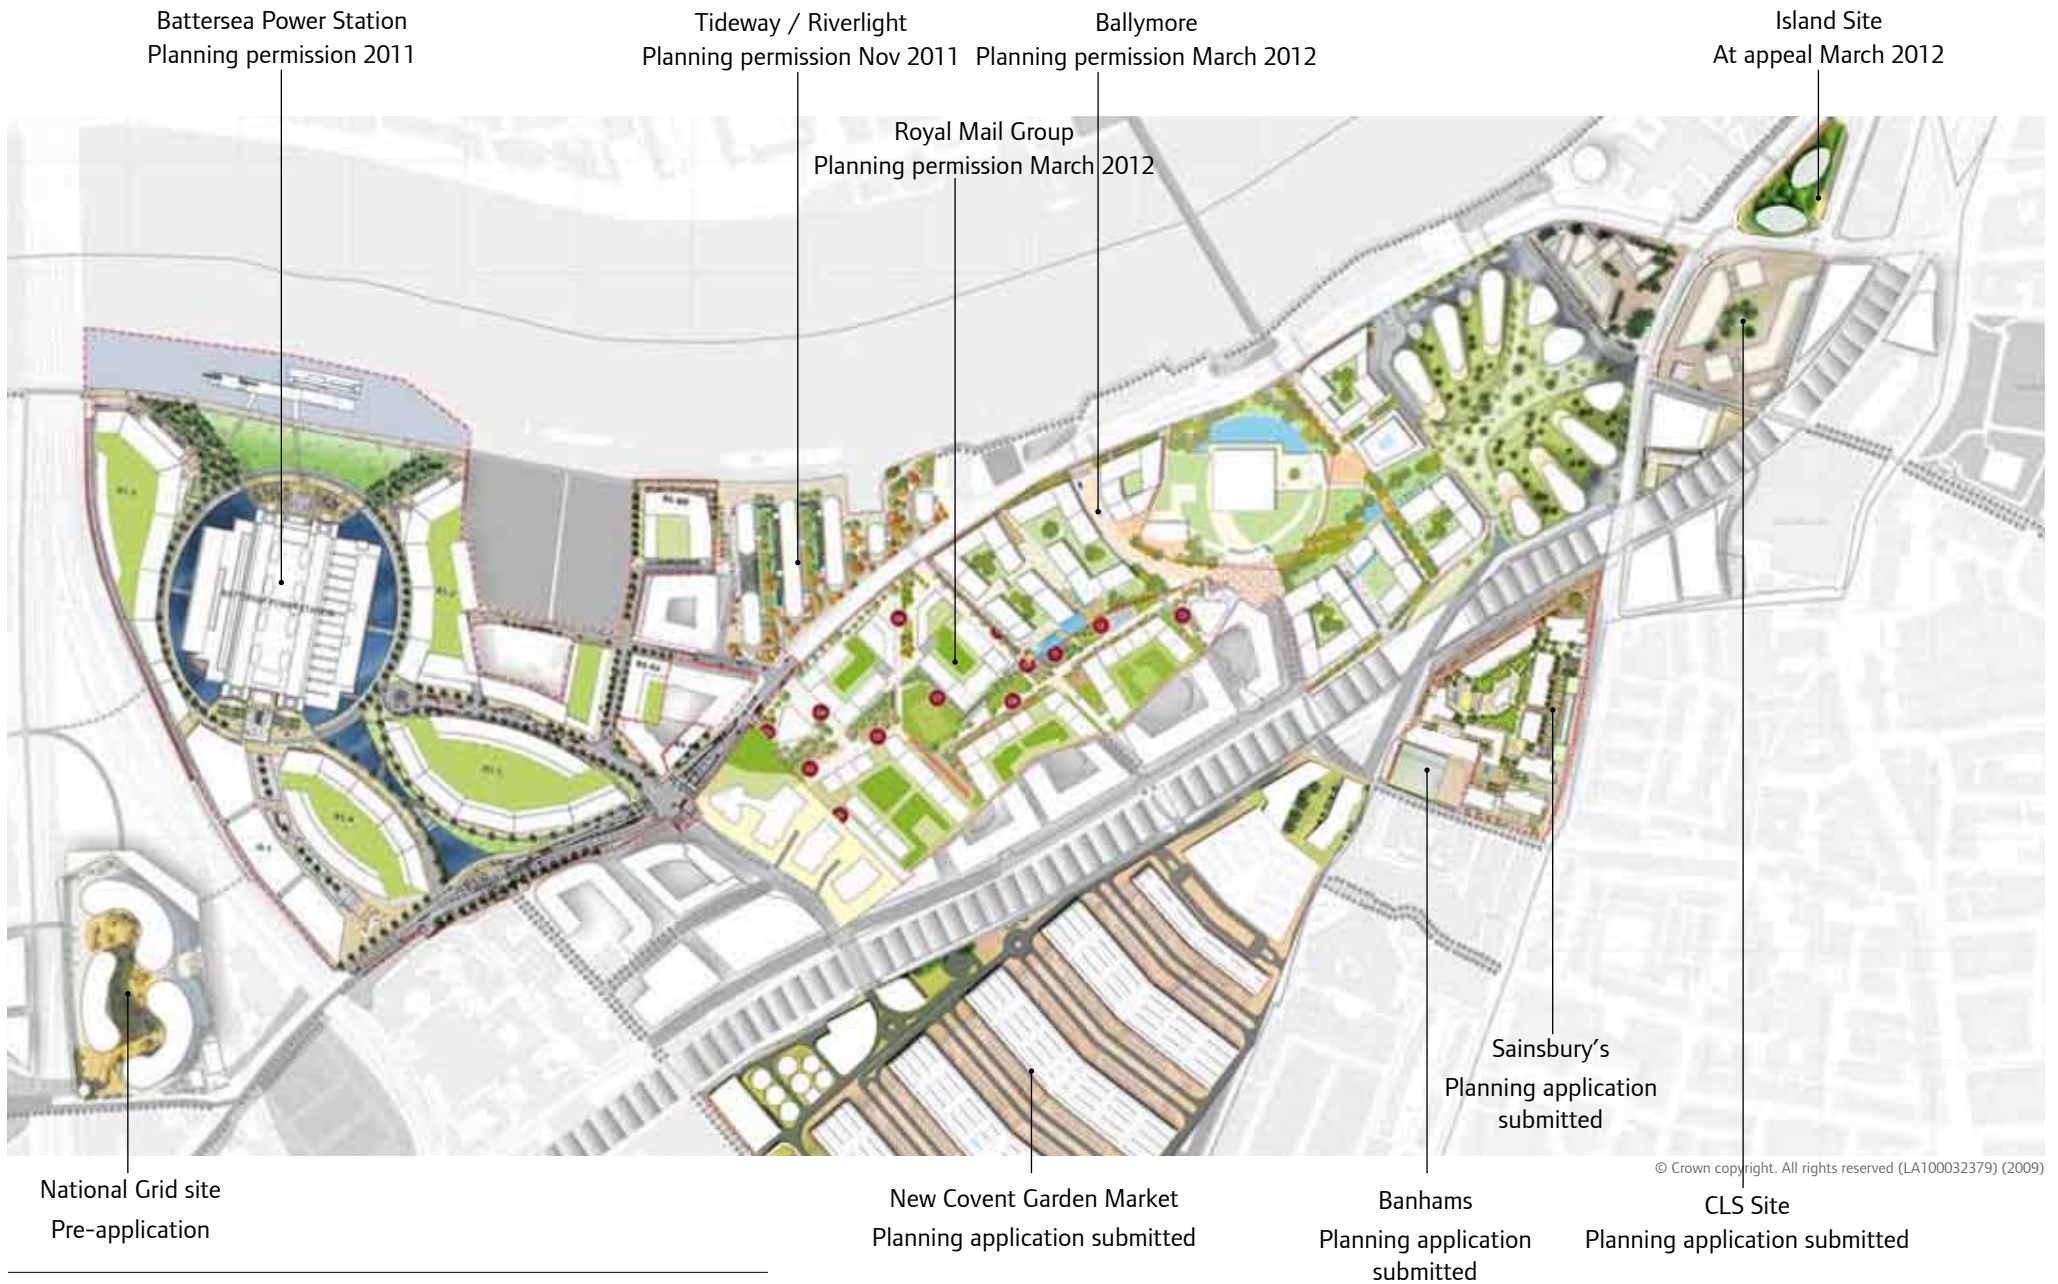 Battersea Power Station
Planning permission 2011
Tideway / Riverlight
Planning permission Nov 2011
Ballymore
Planning permission March 2012
Island Site
At appeal March 2012
Royal Mail Group
Planning permission March 2012
Sainsbury's
Planning application
submitted
© Crown copyright. All rights reserved (LA100032379) (2009)
National Grid site
Pre-application
New Covent Garden Market
Planning application submitted
Banhams
Planning application
submitted
CLS Site
Planning application submitted